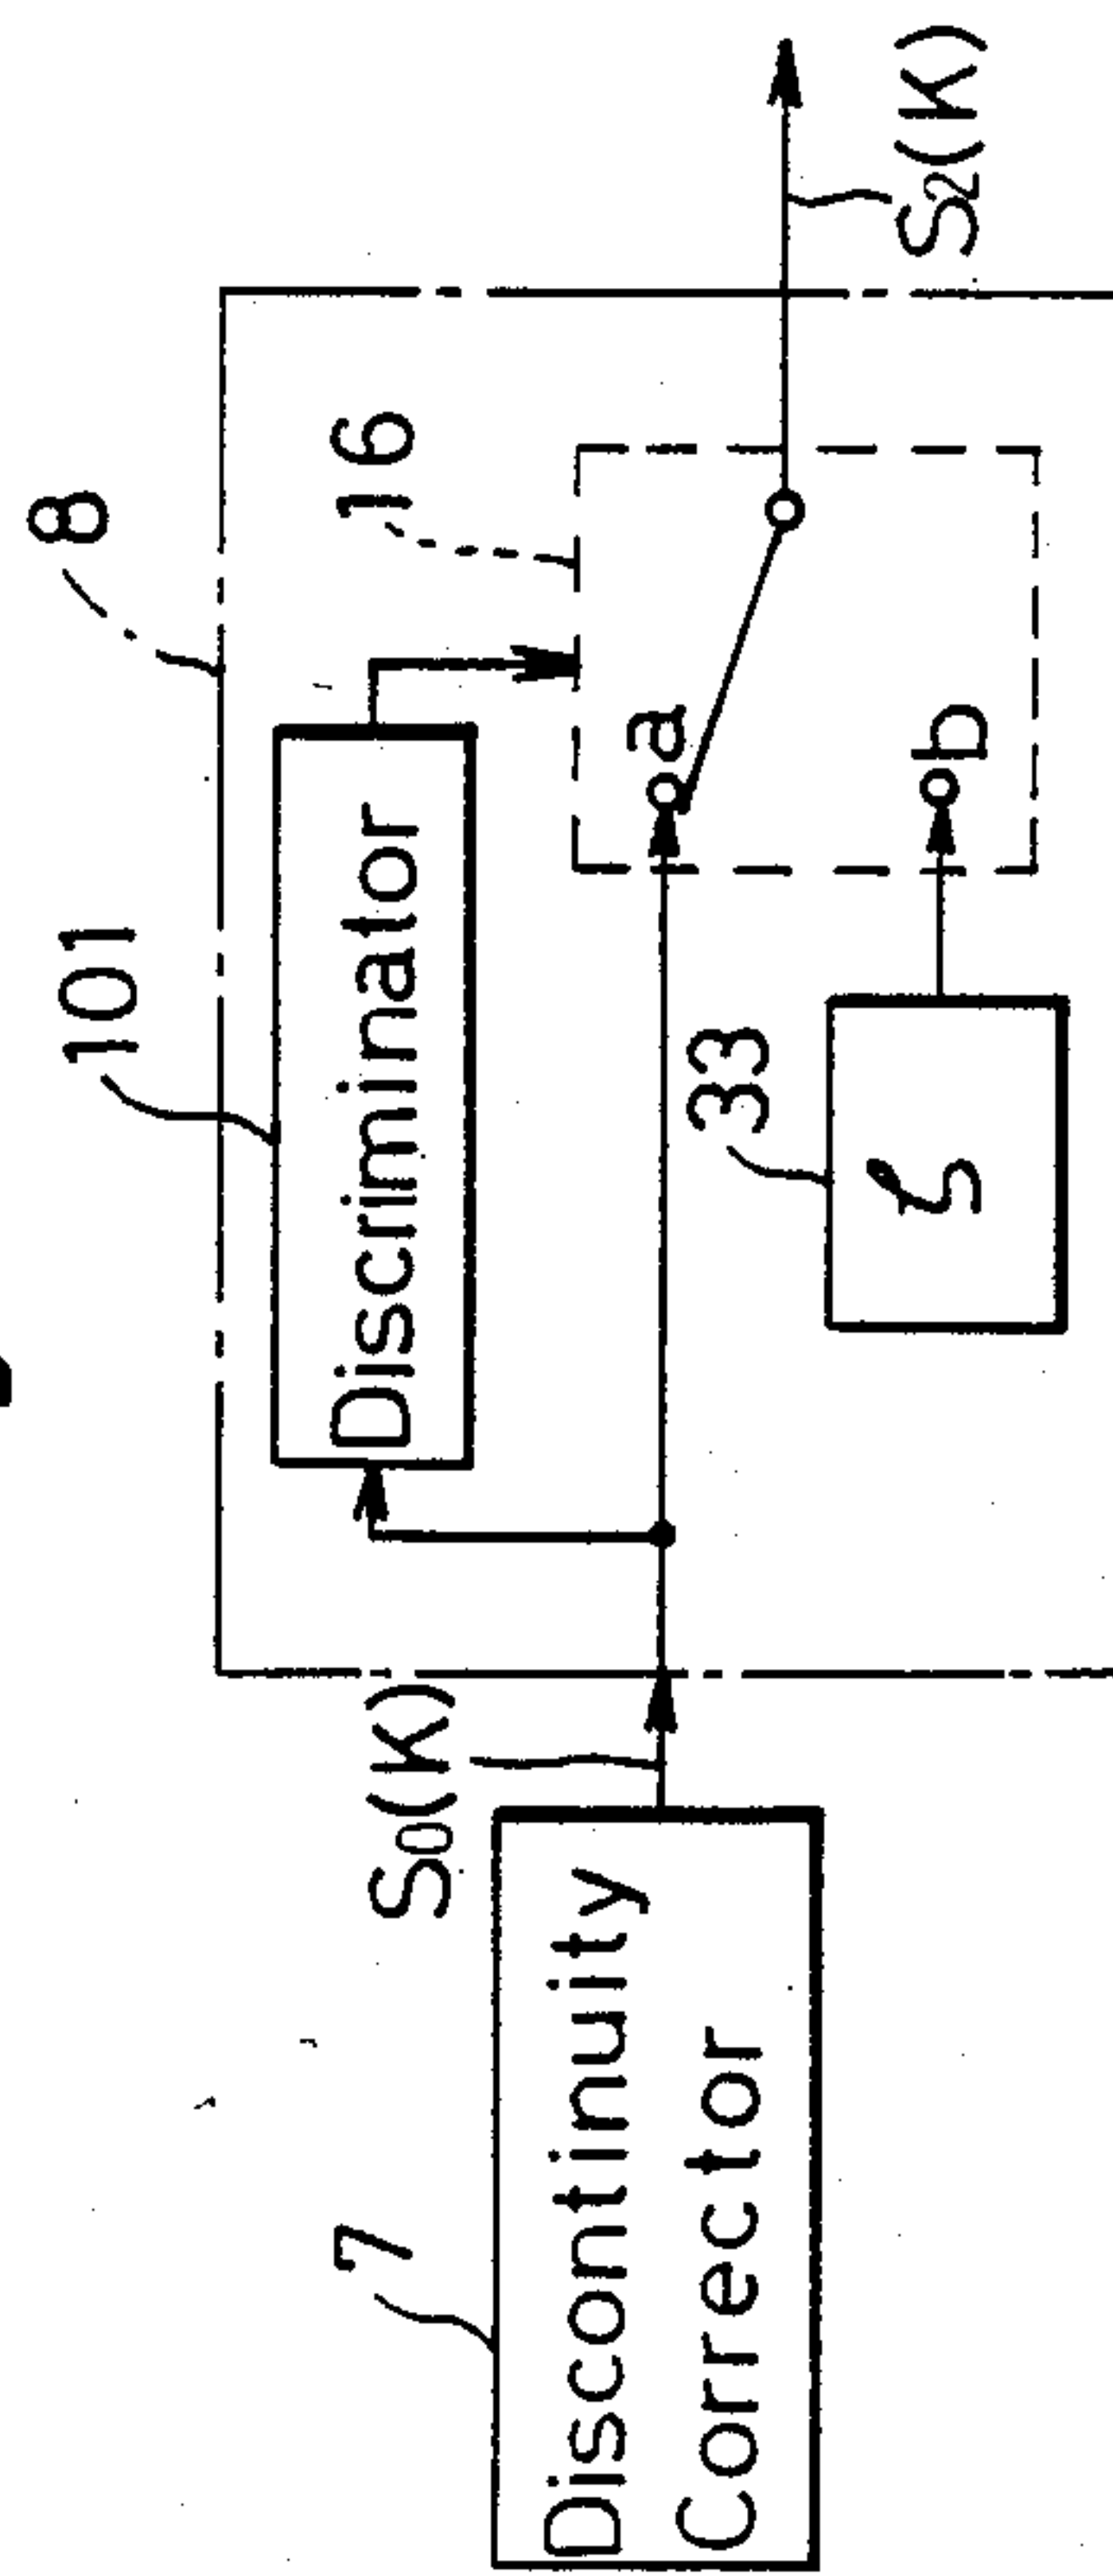 8
101
Discriminator
16
S₀(K)
a
S₂(K)
7
Discontinuity
Corrector
33
ζ
b